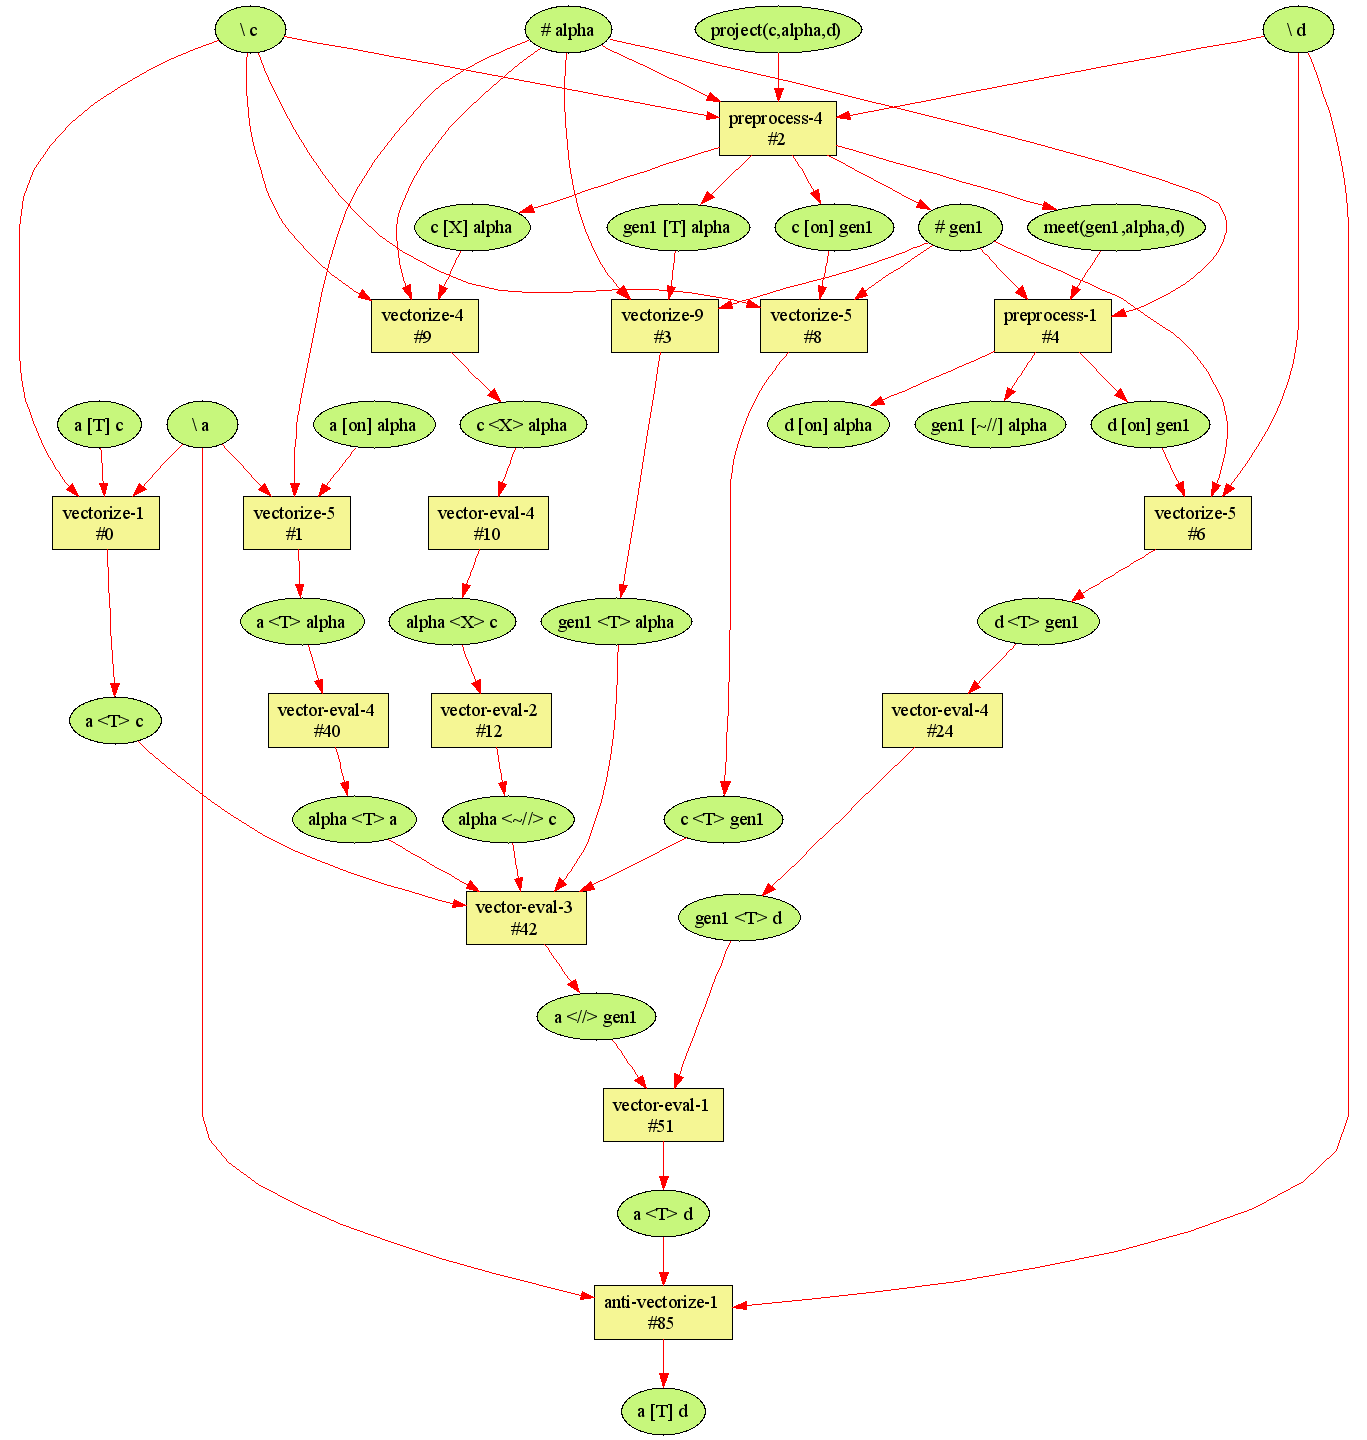 \ c
# alpha
project(c,alpha,d)
\ d
preprocess-4
#2
c [X] alpha
gen1 [T] alpha
c [on] gen1
# gen1
meet(gen1,alpha,d)
vectorize-4
#9
vectorize-9
#3
vectorize-5
#8
preprocess-1
#4
a [T] c
\ a
a [on] alpha
c <X> alpha
d [on] alpha
gen1 [~//] alpha
d [on] gen1
vectorize-1
#0
vectorize-5
#1
vector-eval-4
#10
vectorize-5
#6
a <T> alpha
alpha <X> c
gen1 <T> alpha
d <T> gen1
a <T> c
vector-eval-4
#40
vector-eval-2
#12
vector-eval-4
#24
alpha <T> a
alpha <~//> c
c <T> gen1
vector-eval-3
#42
gen1 <T> d
a <//> gen1
vector-eval-1
#51
a <T> d
anti-vectorize-1
#85
a [T] d